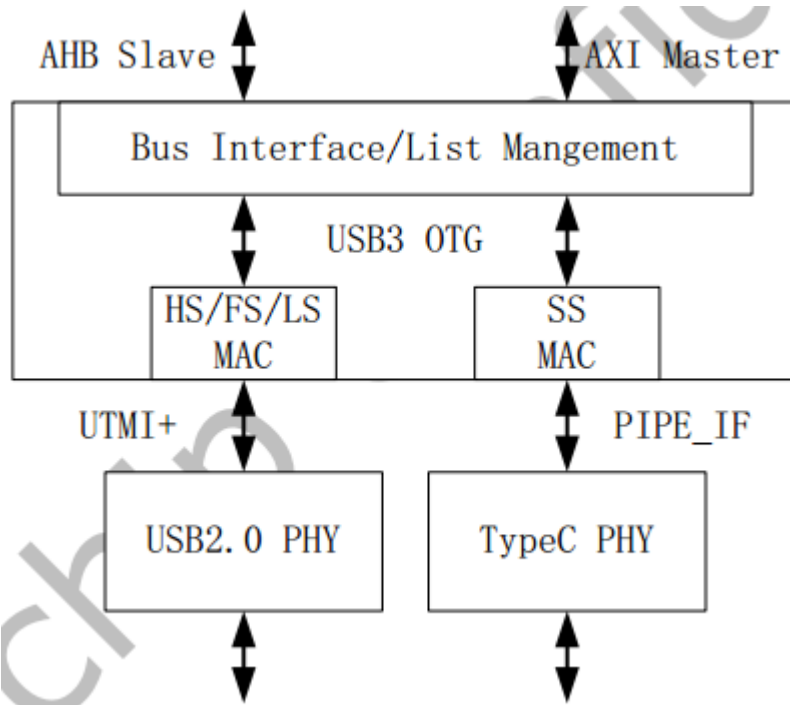 AHB Slave
AXI Master
Bus Interface/List Mangement
USB3 OTG
HS/FS/LS
MAC
SS
MAC
UTMI+
PIPE_IF
USB2.0 PHY
TypeC PHY